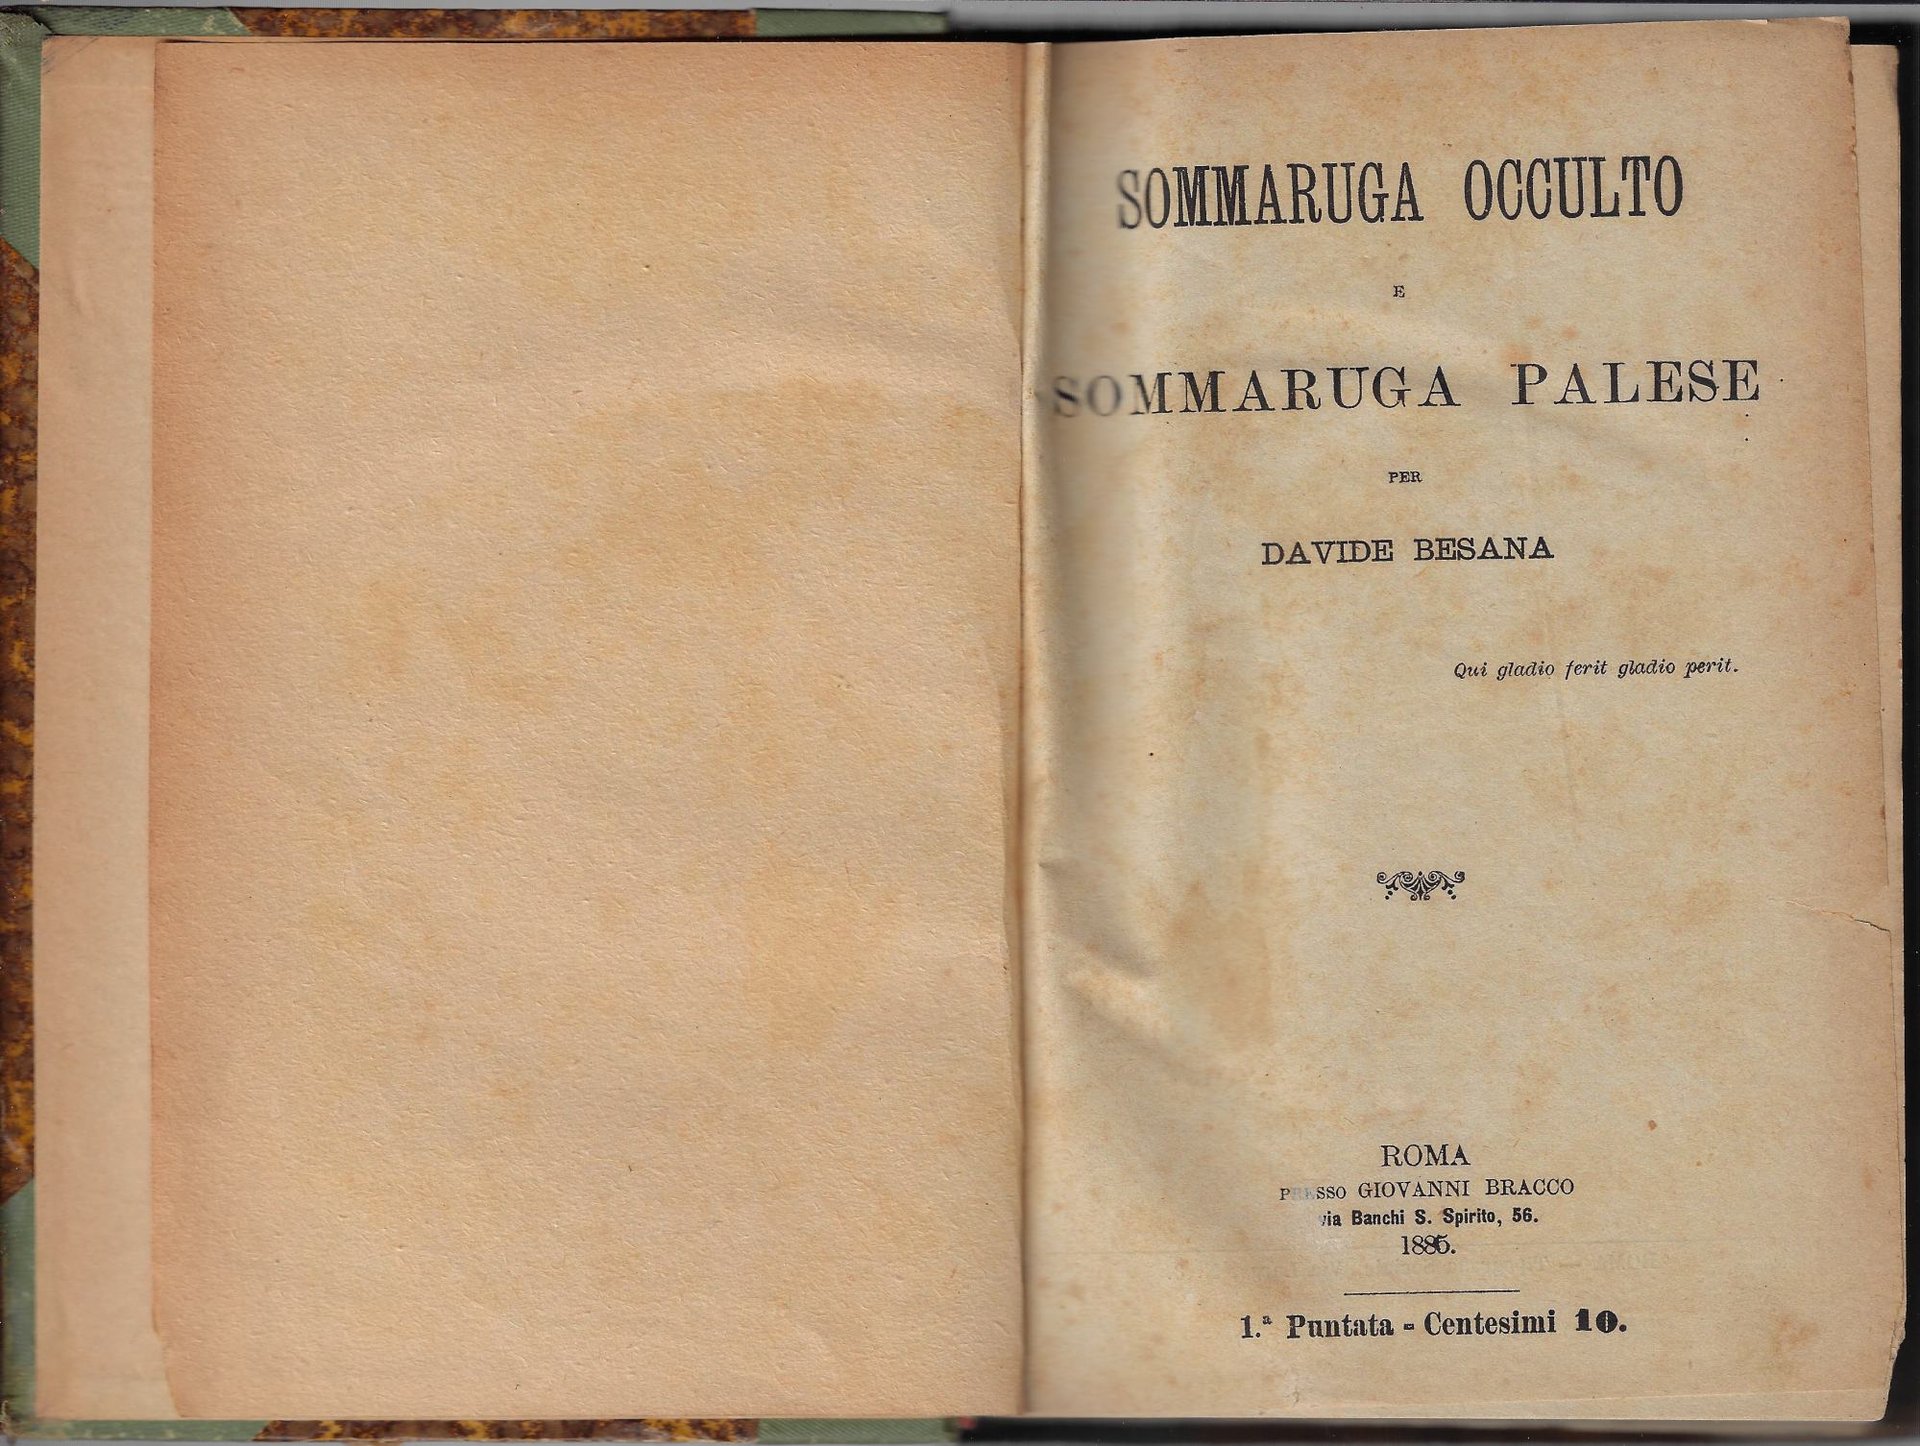 SOMMARUGA OCCULTO
E
SOMMARUGA PALESE
PER
DAVIDE BESANA
Qui gladio ferit gladio perit.
ROMA
PRESSO GIOVANNI BRACCO
via Banchi S. Spirito, 56.
1885.
1.ª Puntata - Centesimi 10.